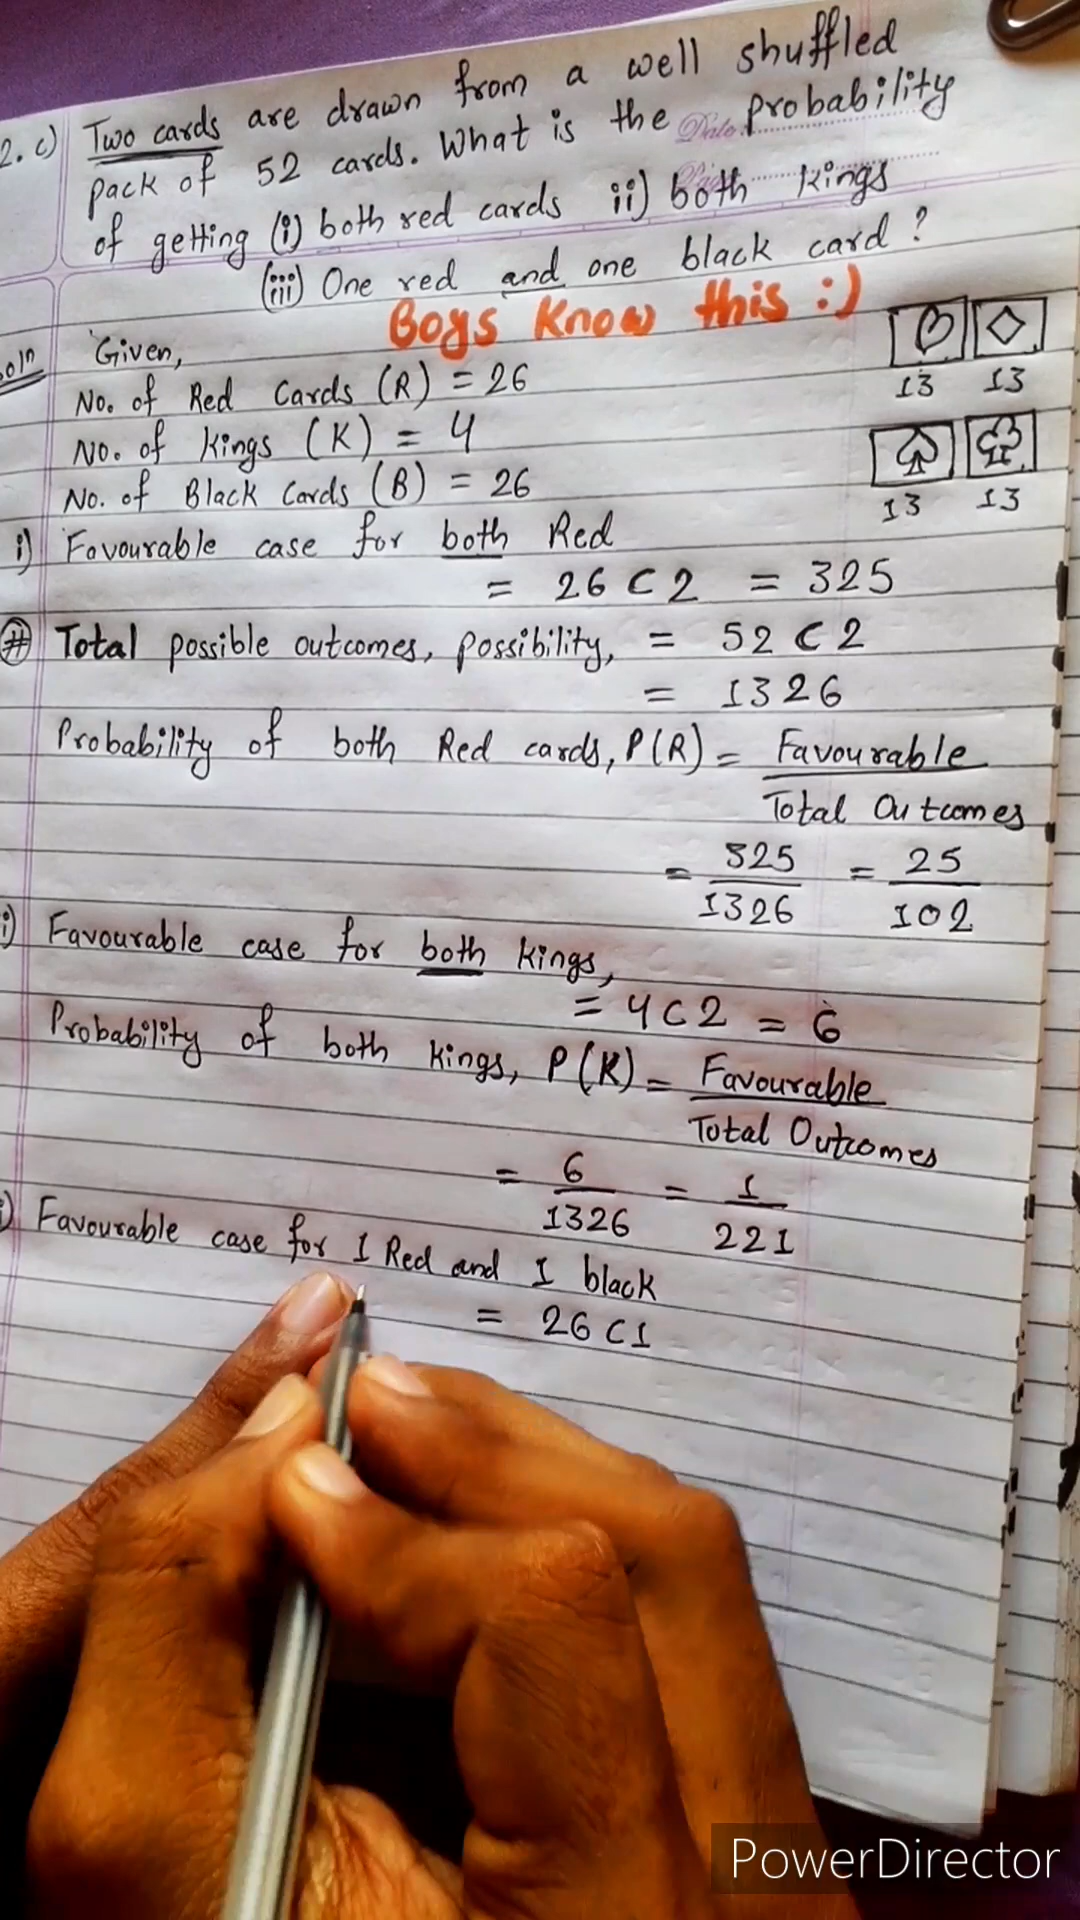 2. c) Two cards are drawn from a well shuffled
pack of 52 cards. What is the probability
Date
of getting (i) both red cards ii) both kings
(iii) One red and one black card ?
Boys Know this :)
Soln Given,
No. of Red Cards (R) = 26
13 13
No. of Kings (K) = 4
No. of Black Cards (B) = 26
13 13
i) Favourable case for both Red
= 26 C 2 = 325
# Total possible outcomes, possibility, = 52 C 2
= 1326
Probability of both Red cards, P(R) = Favourable
Total Outcomes
= 325 = 25
1326 102
i) Favourable case for both kings,
= 4C2 = 6
Probability of both kings, P(K) = Favourable
Total Outcomes
= 6 = 1
1326 221
i) Favourable case for 1 Red and 1 black
= 26 C1
PowerDirector